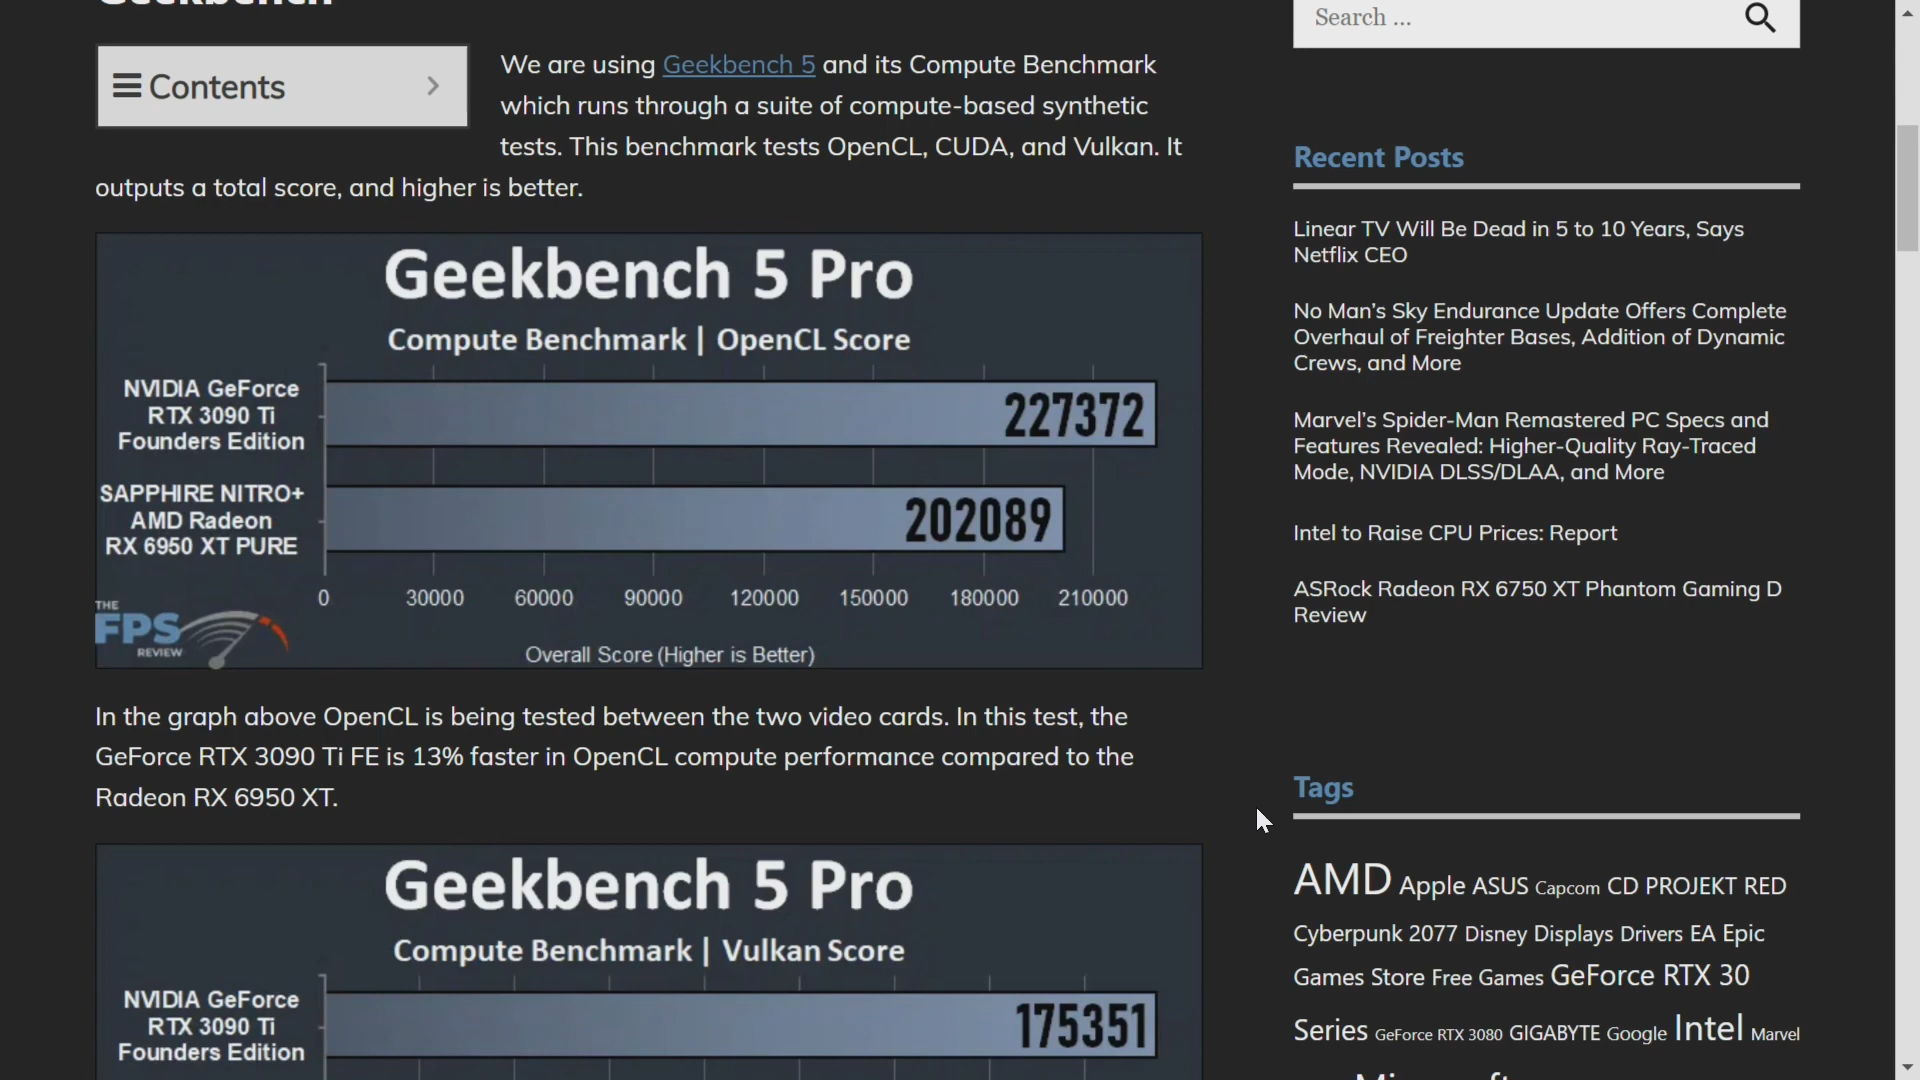 Search ...
Contents
We are using Geekbench 5 and its Compute Benchmark
which runs through a suite of compute-based synthetic
tests. This benchmark tests OpenCL, CUDA, and Vulkan. It
outputs a total score, and higher is better.
Geekbench 5 Pro
Compute Benchmark | OpenCL Score
NVIDIA GeForce
RTX 3090 Ti
Founders Edition
227372
SAPPHIRE NITRO+
AMD Radeon
RX 6950 XT PURE
202089
0 30000 60000 90000 120000 150000 180000 210000
THE
FPS
REVIEW
Overall Score (Higher is Better)
In the graph above OpenCL is being tested between the two video cards. In this test, the
GeForce RTX 3090 Ti FE is 13% faster in OpenCL compute performance compared to the
Radeon RX 6950 XT.
Geekbench 5 Pro
Compute Benchmark | Vulkan Score
NVIDIA GeForce
RTX 3090 Ti
Founders Edition
175351
Recent Posts
Linear TV Will Be Dead in 5 to 10 Years, Says
Netflix CEO
No Man's Sky Endurance Update Offers Complete
Overhaul of Freighter Bases, Addition of Dynamic
Crews, and More
Marvel's Spider-Man Remastered PC Specs and
Features Revealed: Higher-Quality Ray-Traced
Mode, NVIDIA DLSS/DLAA, and More
Intel to Raise CPU Prices: Report
ASRock Radeon RX 6750 XT Phantom Gaming D
Review
Tags
AMD Apple ASUS Capcom CD PROJEKT RED
Cyberpunk 2077 Disney Displays Drivers EA Epic
Games Store Free Games GeForce RTX 30
Series GeForce RTX 3080 GIGABYTE Google Intel Marvel